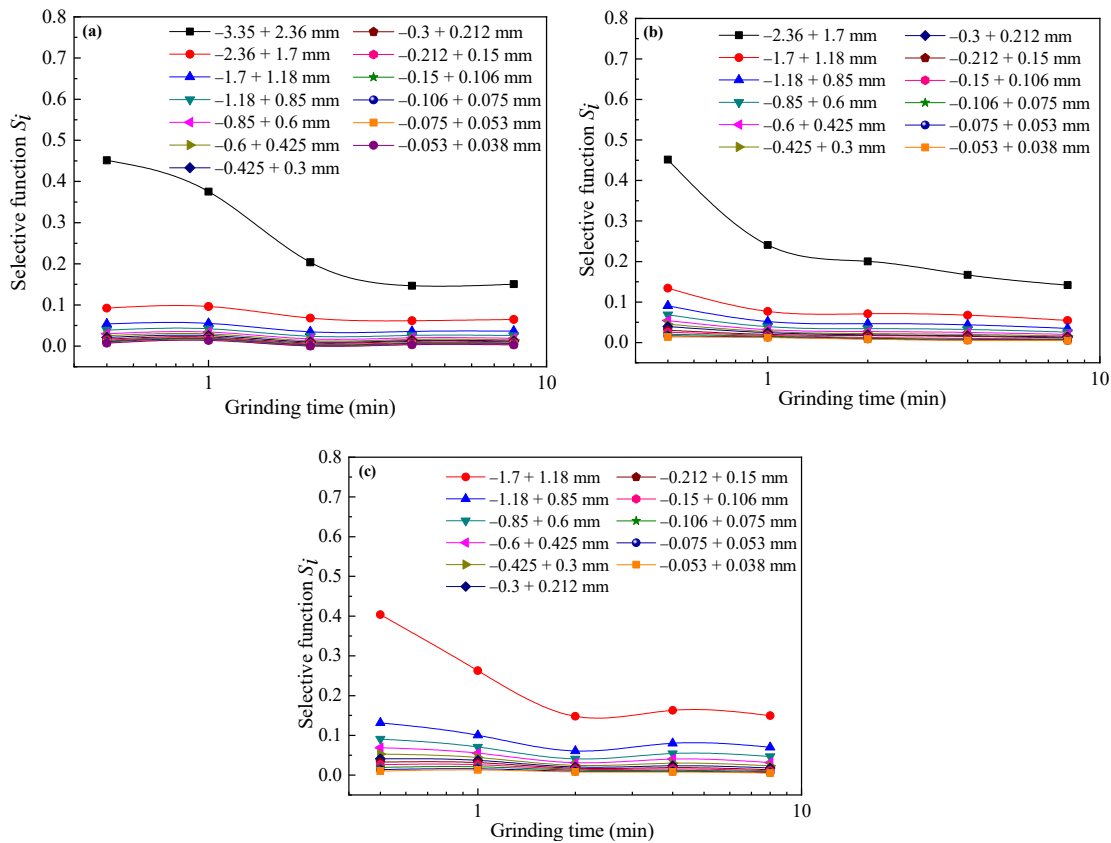 (a)
Selective function Si
0.8
0.7
0.6
0.5
0.4
0.3
0.2
0.1
0.0
–3.35 + 2.36 mm
–2.36 + 1.7 mm
–1.7 + 1.18 mm
–1.18 + 0.85 mm
–0.85 + 0.6 mm
–0.6 + 0.425 mm
–0.425 + 0.3 mm
–0.3 + 0.212 mm
–0.212 + 0.15 mm
–0.15 + 0.106 mm
–0.106 + 0.075 mm
–0.075 + 0.053 mm
–0.053 + 0.038 mm
1 10
Grinding time (min)
(b)
Selective function Si
0.8
0.7
0.6
0.5
0.4
0.3
0.2
0.1
0.0
–2.36 + 1.7 mm
–1.7 + 1.18 mm
–1.18 + 0.85 mm
–0.85 + 0.6 mm
–0.6 + 0.425 mm
–0.425 + 0.3 mm
–0.3 + 0.212 mm
–0.212 + 0.15 mm
–0.15 + 0.106 mm
–0.106 + 0.075 mm
–0.075 + 0.053 mm
–0.053 + 0.038 mm
1 10
Grinding time (min)
(c)
Selective function Si
0.8
0.7
0.6
0.5
0.4
0.3
0.2
0.1
0.0
–1.7 + 1.18 mm
–1.18 + 0.85 mm
–0.85 + 0.6 mm
–0.6 + 0.425 mm
–0.425 + 0.3 mm
–0.3 + 0.212 mm
–0.212 + 0.15 mm
–0.15 + 0.106 mm
–0.106 + 0.075 mm
–0.075 + 0.053 mm
–0.053 + 0.038 mm
1 10
Grinding time (min)